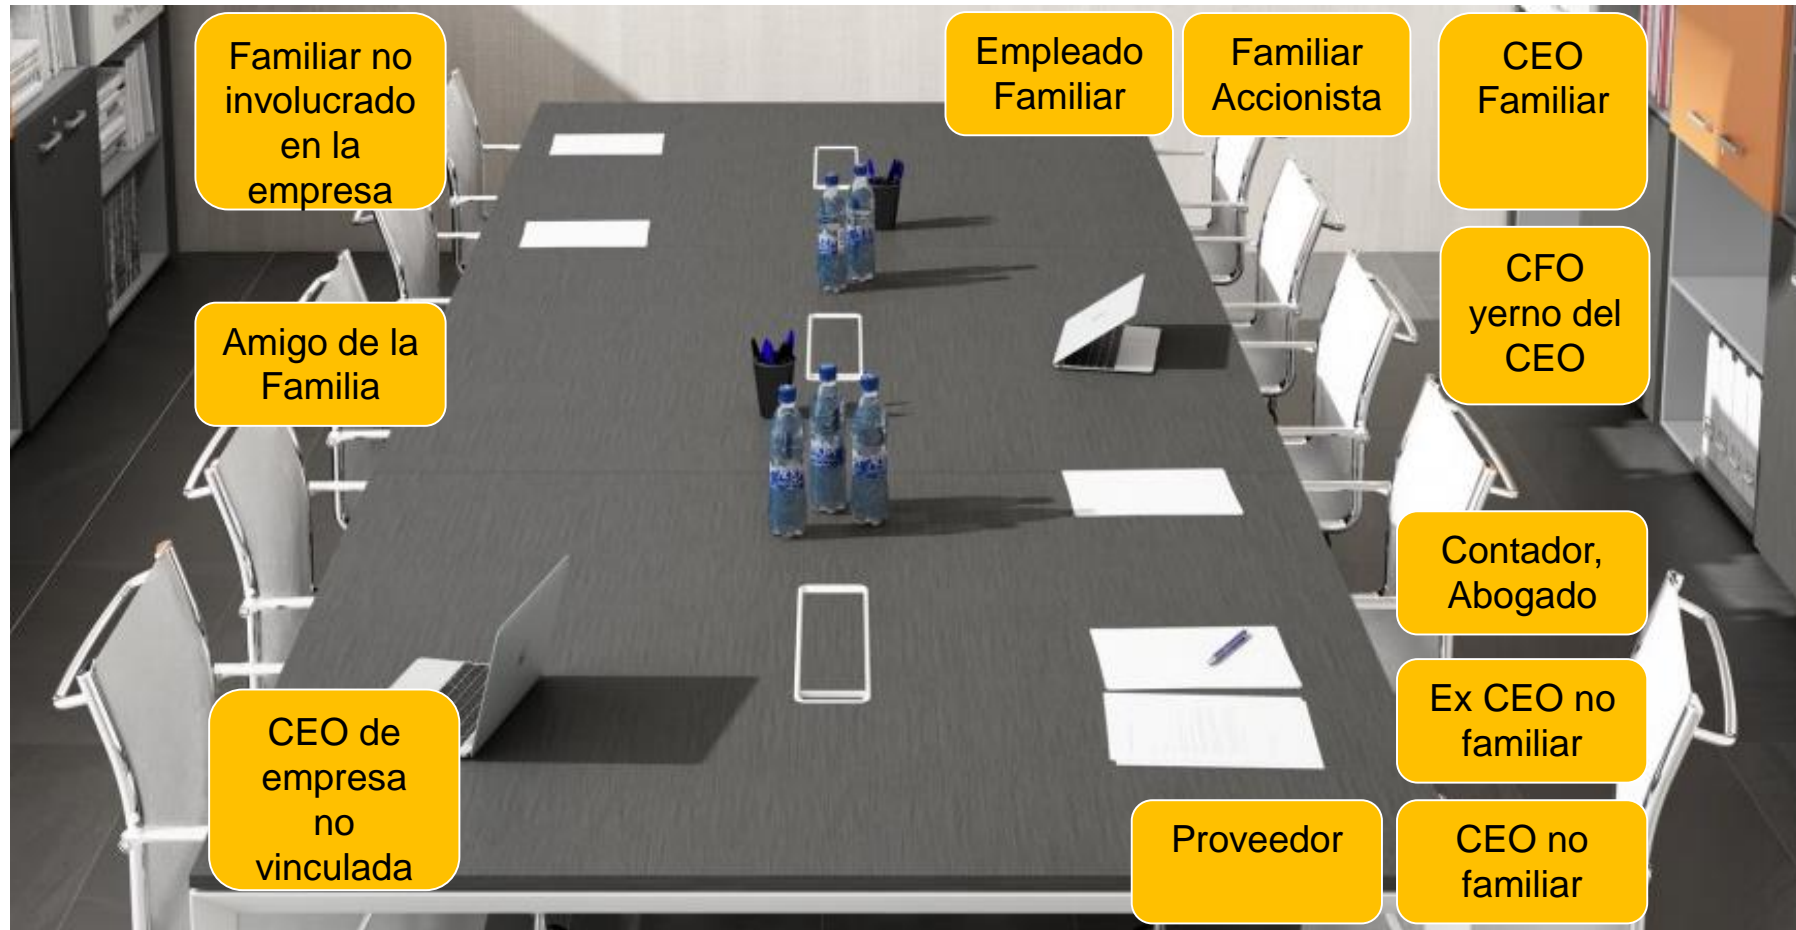 Familiar no
involucrado
en la
empresa
Empleado
Familiar
Familiar
Accionista
CEO
Familiar
CFO
yerno del
CEO
Amigo de la
Familia
Contador,
Abogado
Ex CEO no
familiar
CEO de
empresa
no
vinculada
Proveedor
CEO no
familiar